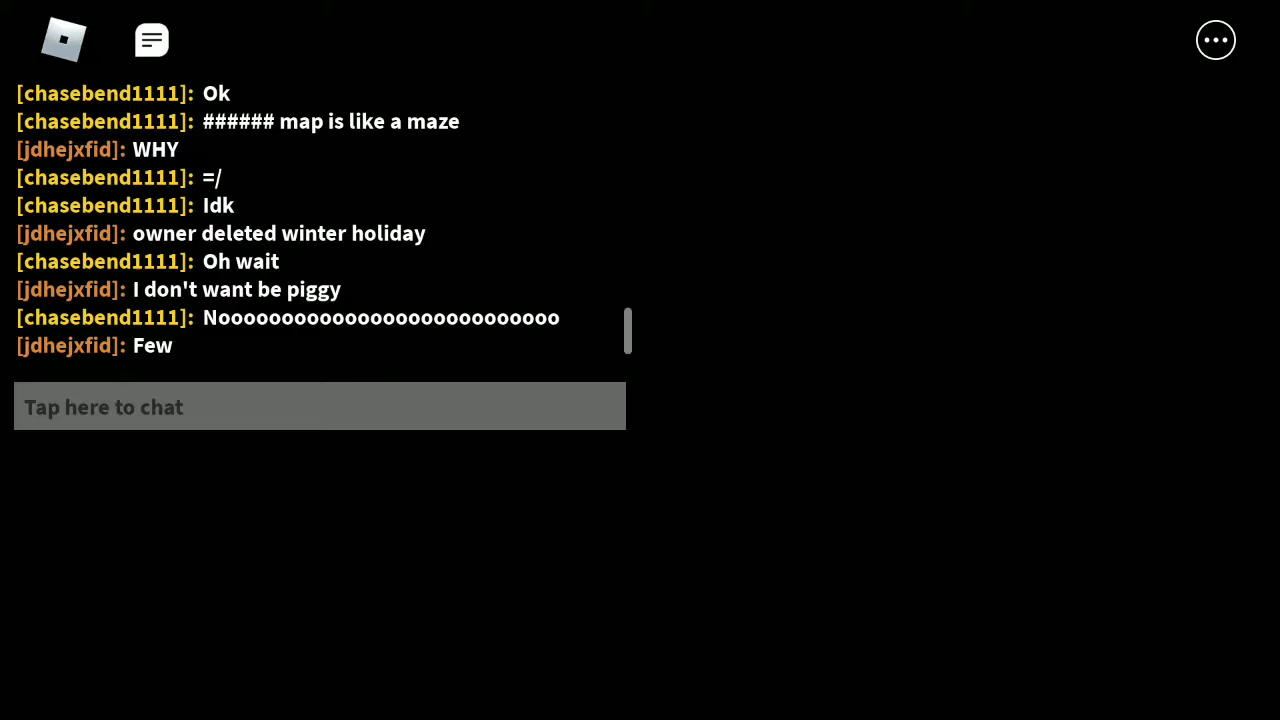 [chasebend1111]: Ok
[chasebend1111]: ###### map is like a maze
[jdhejxfid]: WHY
[chasebend1111]: =/
[chasebend1111]: Idk
[jdhejxfid]: owner deleted winter holiday
[chasebend1111]: Oh wait
[jdhejxfid]: I don't want be piggy
[chasebend1111]: Nooooooooooooooooooooooooooo
[jdhejxfid]: Few
Tap here to chat